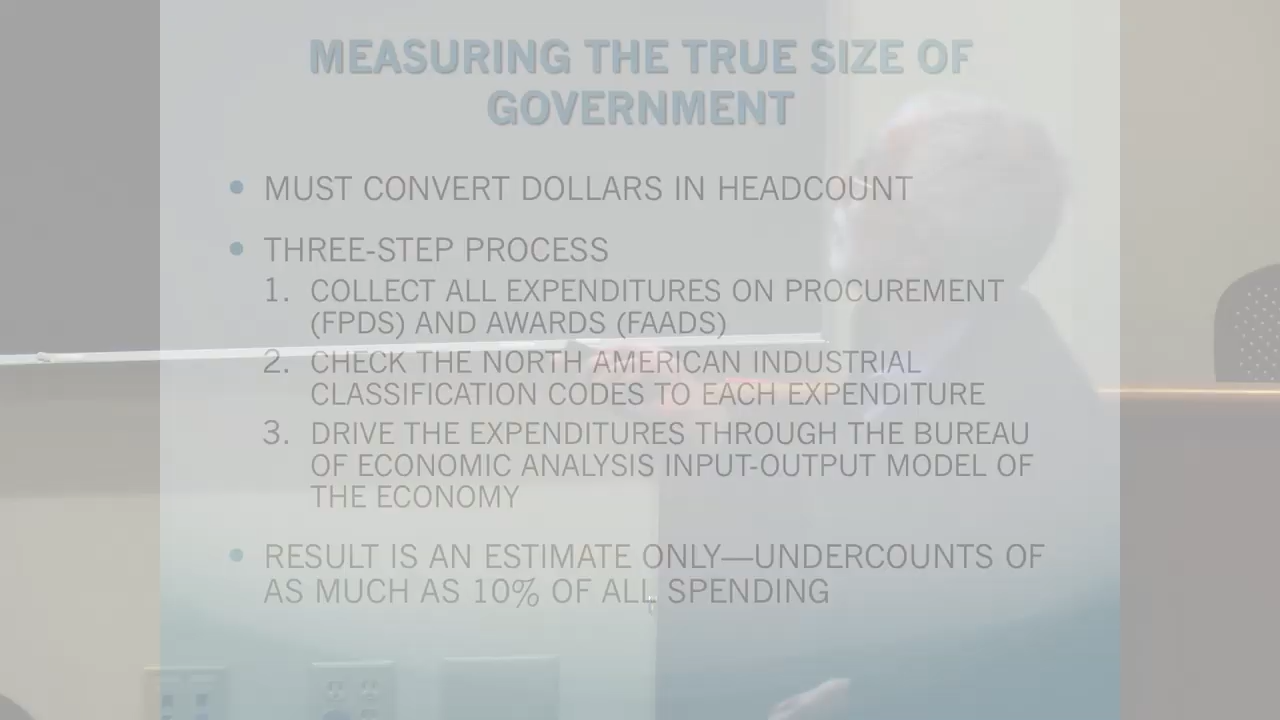 MEASURING THE TRUE SIZE OF
GOVERNMENT
• MUST CONVERT DOLLARS IN HEADCOUNT
• THREE-STEP PROCESS
1. COLLECT ALL EXPENDITURES ON PROCUREMENT
(FPDS) AND AWARDS (FAADS)
2. CHECK THE NORTH AMERICAN INDUSTRIAL
CLASSIFICATION CODES TO EACH EXPENDITURE
3. DRIVE THE EXPENDITURES THROUGH THE BUREAU
OF ECONOMIC ANALYSIS INPUT-OUTPUT MODEL OF
THE ECONOMY
• RESULT IS AN ESTIMATE ONLY—UNDERCOUNTS OF
AS MUCH AS 10% OF ALL SPENDING